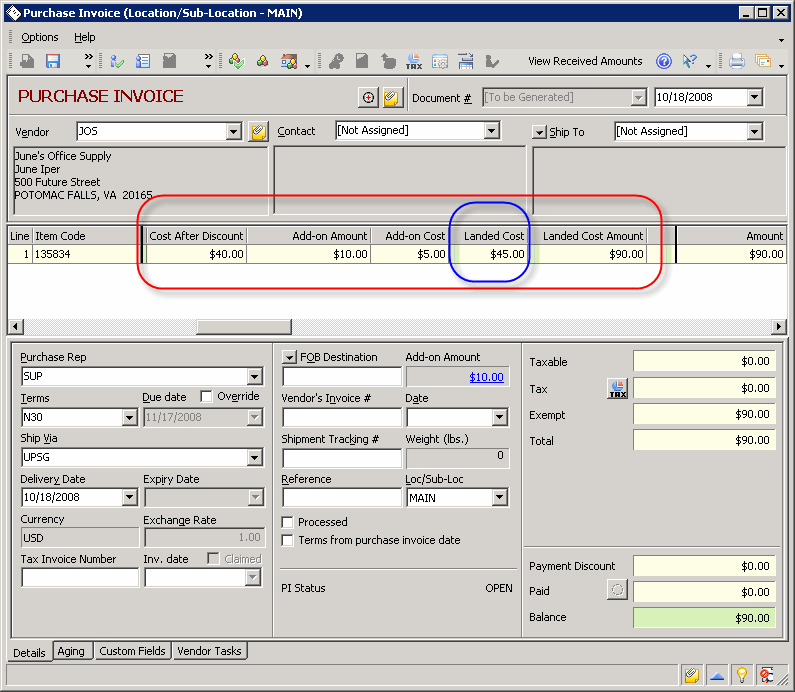 Purchase Invoice (Location/Sub-Location - MAIN)
Options Help
TAX View Received Amounts
PURCHASE INVOICE
Document # [To be Generated] 10/18/2008
Vendor JOS Contact [Not Assigned] Ship To [Not Assigned]
June's Office Supply
June Iper
500 Future Street
POTOMAC FALLS, VA 20165
Line Item Code Cost After Discount Add-on Amount Add-on Cost Landed Cost Landed Cost Amount Amount
1 135834 $40.00 $10.00 $5.00 $45.00 $90.00 $90.00
Purchase Rep
SUP
Terms Due date Override
N30 11/17/2008
Ship Via
UPSG
Delivery Date Expiry Date
10/18/2008
Currency Exchange Rate
USD 1.00
Tax Invoice Number Inv. date Claimed
FOB Destination Add-on Amount
$10.00
Vendor's Invoice # Date
Shipment Tracking # Weight (lbs.)
0
Reference Loc/Sub-Loc
MAIN
Processed
Terms from purchase invoice date
PI Status OPEN
Taxable $0.00
Tax TAX $0.00
Exempt $90.00
Total $90.00
Payment Discount $0.00
Paid $0.00
Balance $90.00
Details Aging Custom Fields Vendor Tasks